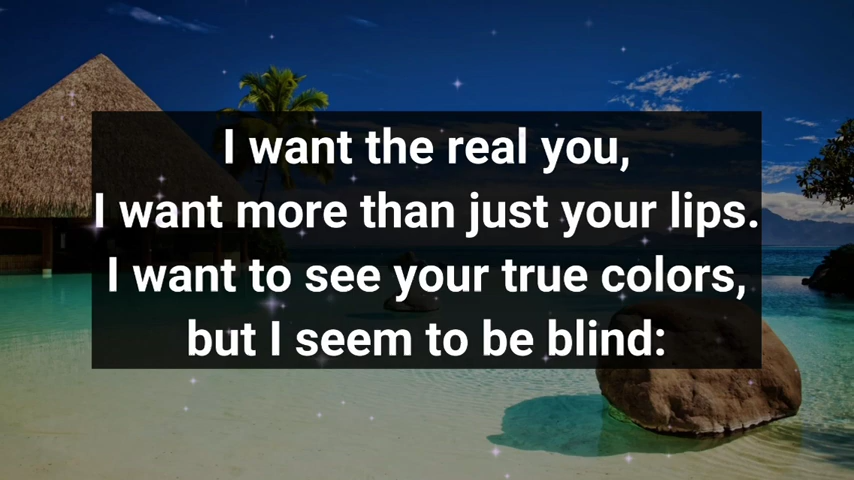 I want the real you,
I want more than just your lips.
I want to see your true colors,
but I seem to be blind: